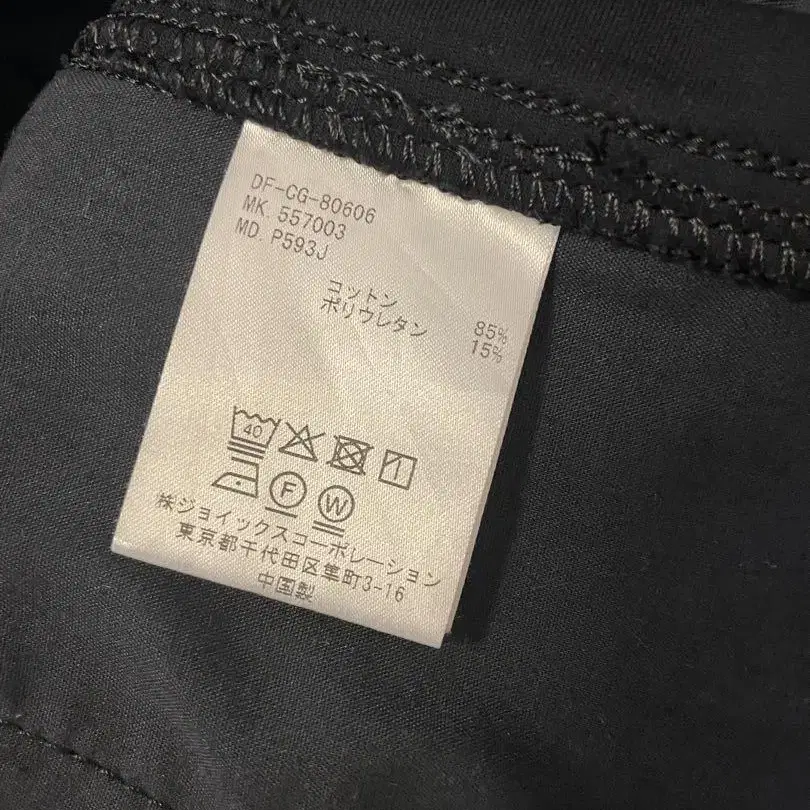 DF-CG-80606
MK. 557003
MD. P593J
コットン 85%
ポリウレタン 15%
40
F
W
㈱ジョイックスコーポレーション
東京都千代田区隼町3-16
中国製